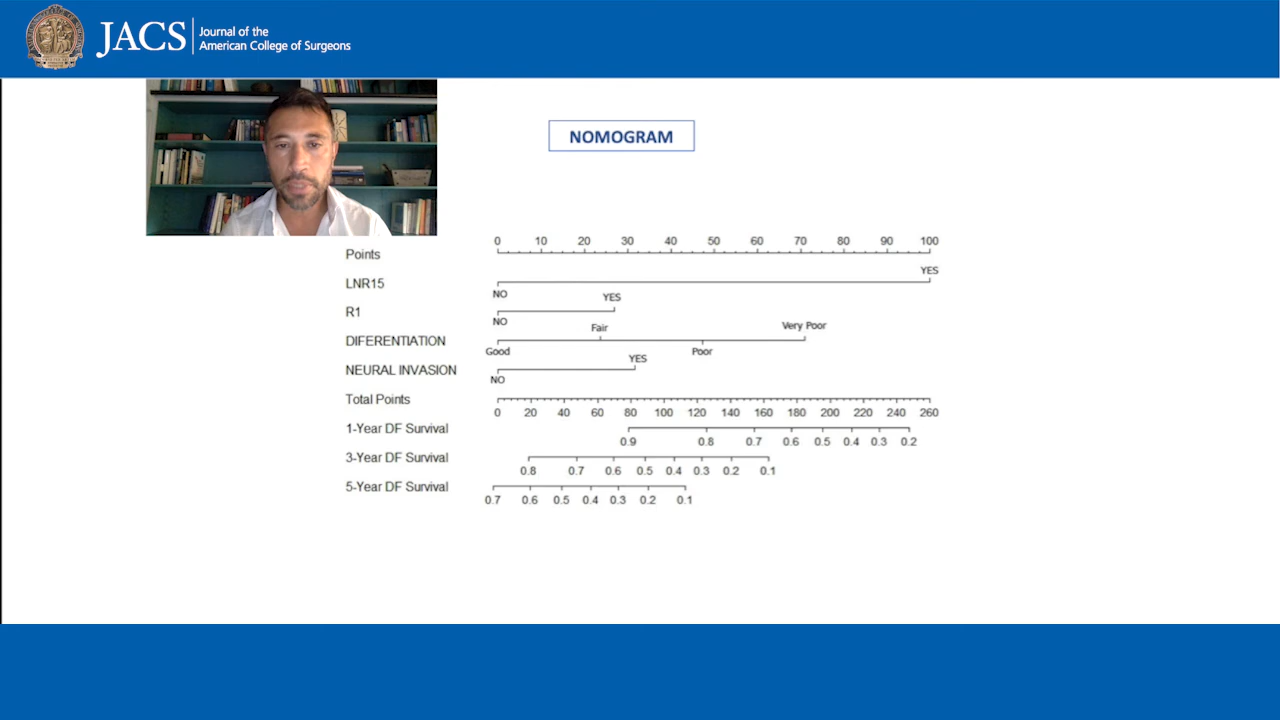 JACS
Journal of the
American College of Surgeons
NOMOGRAM
0 10 20 30 40 50 60 70 80 90 100
Points
YES
LNR15
NO
YES
R1
NO
Fair Very Poor
DIFERENTIATION
Good Poor
YES
NEURAL INVASION
NO
Total Points
0 20 40 60 80 100 120 140 160 180 200 220 240 260
1-Year DF Survival
0.9 0.8 0.7 0.6 0.5 0.4 0.3 0.2
3-Year DF Survival
0.8 0.7 0.6 0.5 0.4 0.3 0.2 0.1
5-Year DF Survival
0.7 0.6 0.5 0.4 0.3 0.2 0.1